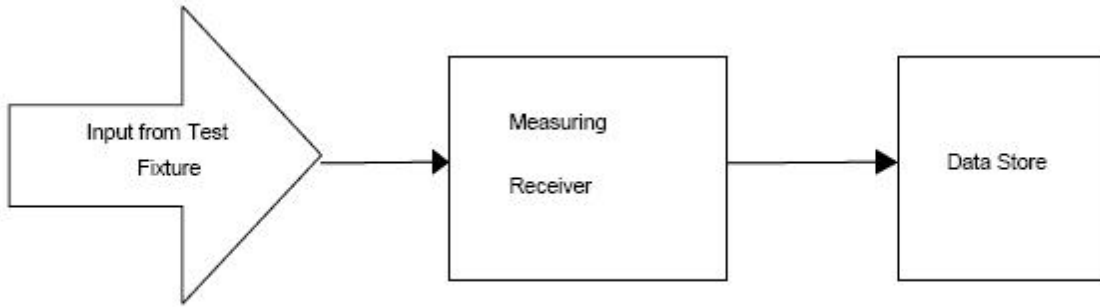 Input from Test
Fixture
Measuring
Receiver
Data Store